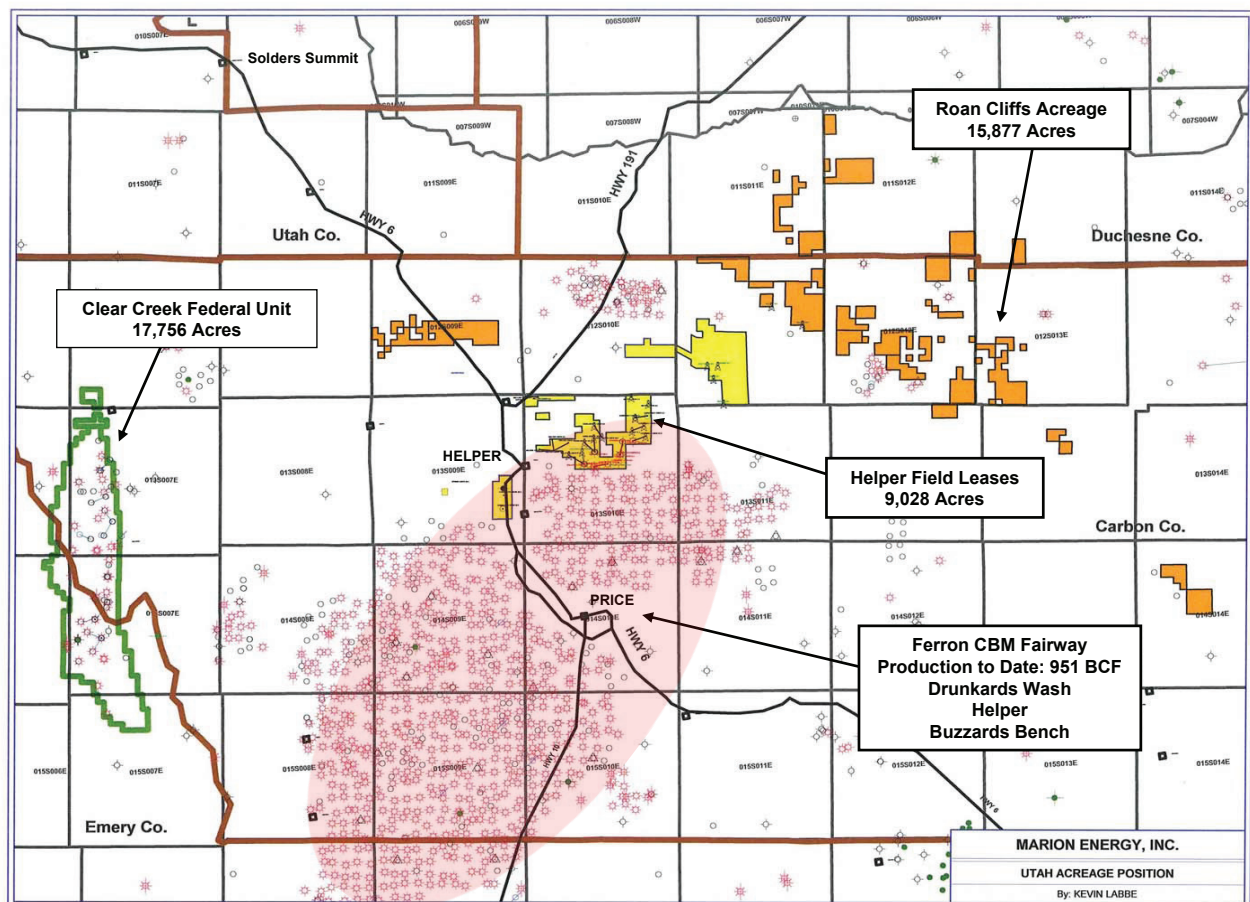 L
010S007E
006S008W
006S007W
Solders Summit
007S009W
007S008W
007S004W
Roan Cliffs Acreage
15,877 Acres
HWY 191
011S007E
011S009E
011S010E
011S011E
011S012E
011S014E
HWY 6
Utah Co.
Duchesne Co.
Clear Creek Federal Unit
17,756 Acres
012S009E
012S010E
012S013E
HELPER
013S007E
013S008E
013S009E
013S010E
013S011E
013S014E
Helper Field Leases
9,028 Acres
Carbon Co.
PRICE
014S009E
014S011E
014S012E
014S014E
HWY 6
Ferron CBM Fairway
Production to Date: 951 BCF
Drunkards Wash
Helper
Buzzards Bench
HWY 10
015S006E
015S007E
015S008E
015S009E
015S010E
015S011E
015S012E
015S013E
015S014E
HWY 6
Emery Co.
MARION ENERGY, INC.
UTAH ACREAGE POSITION
By: KEVIN LABBE